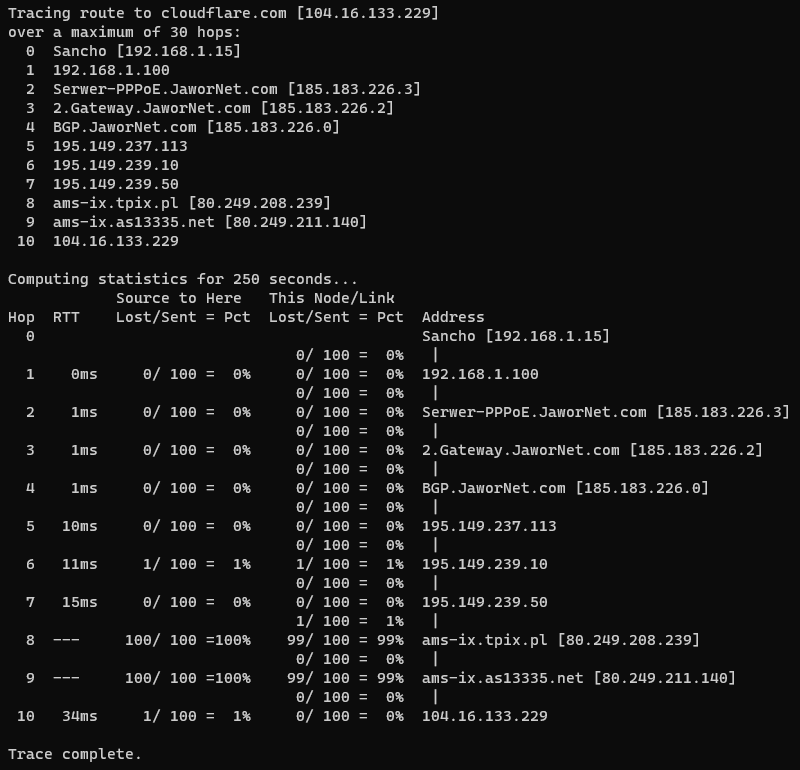 Tracing route to cloudflare.com [104.16.133.229]
over a maximum of 30 hops:
  0  Sancho [192.168.1.15]
  1  192.168.1.100
  2  Serwer-PPPoE.JaworNet.com [185.183.226.3]
  3  2.Gateway.JaworNet.com [185.183.226.2]
  4  BGP.JaworNet.com [185.183.226.0]
  5  195.149.237.113
  6  195.149.239.10
  7  195.149.239.50
  8  ams-ix.tpix.pl [80.249.208.239]
  9  ams-ix.as13335.net [80.249.211.140]
 10  104.16.133.229

Computing statistics for 250 seconds...
            Source to Here   This Node/Link
Hop  RTT    Lost/Sent = Pct  Lost/Sent = Pct  Address
  0                                           Sancho [192.168.1.15]
                                0/ 100 =  0%   |
  1    0ms     0/ 100 =  0%     0/ 100 =  0%  192.168.1.100
                                0/ 100 =  0%   |
  2    1ms     0/ 100 =  0%     0/ 100 =  0%  Serwer-PPPoE.JaworNet.com [185.183.226.3]
                                0/ 100 =  0%   |
  3    1ms     0/ 100 =  0%     0/ 100 =  0%  2.Gateway.JaworNet.com [185.183.226.2]
                                0/ 100 =  0%   |
  4    1ms     0/ 100 =  0%     0/ 100 =  0%  BGP.JaworNet.com [185.183.226.0]
                                0/ 100 =  0%   |
  5   10ms     0/ 100 =  0%     0/ 100 =  0%  195.149.237.113
                                0/ 100 =  0%   |
  6   11ms     1/ 100 =  1%     1/ 100 =  1%  195.149.239.10
                                0/ 100 =  0%   |
  7   15ms     0/ 100 =  0%     0/ 100 =  0%  195.149.239.50
                                1/ 100 =  1%   |
  8  ---     100/ 100 =100%    99/ 100 = 99%  ams-ix.tpix.pl [80.249.208.239]
                                0/ 100 =  0%   |
  9  ---     100/ 100 =100%    99/ 100 = 99%  ams-ix.as13335.net [80.249.211.140]
                                0/ 100 =  0%   |
 10   34ms     1/ 100 =  1%     0/ 100 =  0%  104.16.133.229

Trace complete.